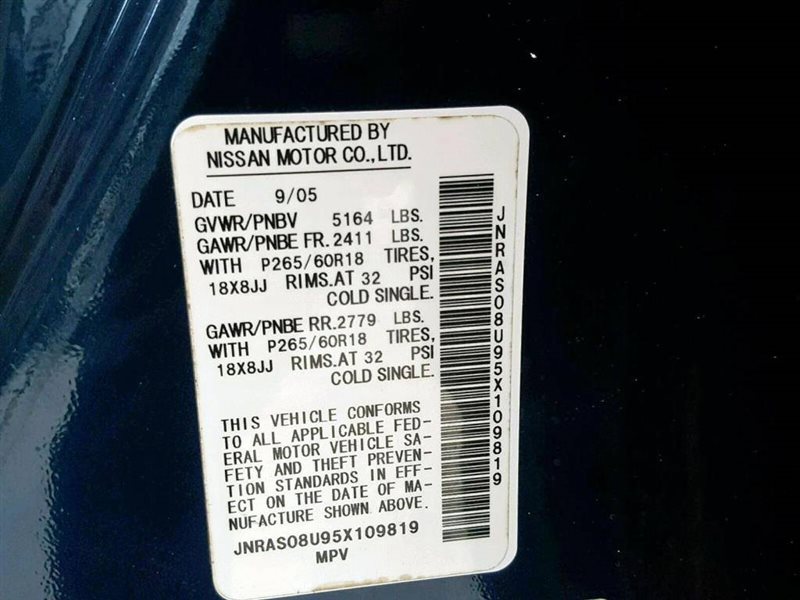 MANUFACTURED BY
NISSAN MOTOR CO.,LTD.
DATE 9/05
GVWR/PNBV 5164 LBS.
GAWR/PNBE FR.2411 LBS.
WITH P265/60R18 TIRES,
18X8JJ RIMS.AT 32 PSI
COLD SINGLE.
GAWR/PNBE RR.2779 LBS.
WITH P265/60R18 TIRES,
18X8JJ RIMS.AT 32 PSI
COLD SINGLE.
THIS VEHICLE CONFORMS
TO ALL APPLICABLE FED-
ERAL MOTOR VEHICLE SA-
FETY AND THEFT PREVEN-
TION STANDARDS IN EFF-
ECT ON THE DATE OF MA-
NUFACTURE SHOWN ABOVE.
JNRAS08U95X109819
MPV
JNRAS08U95X109819